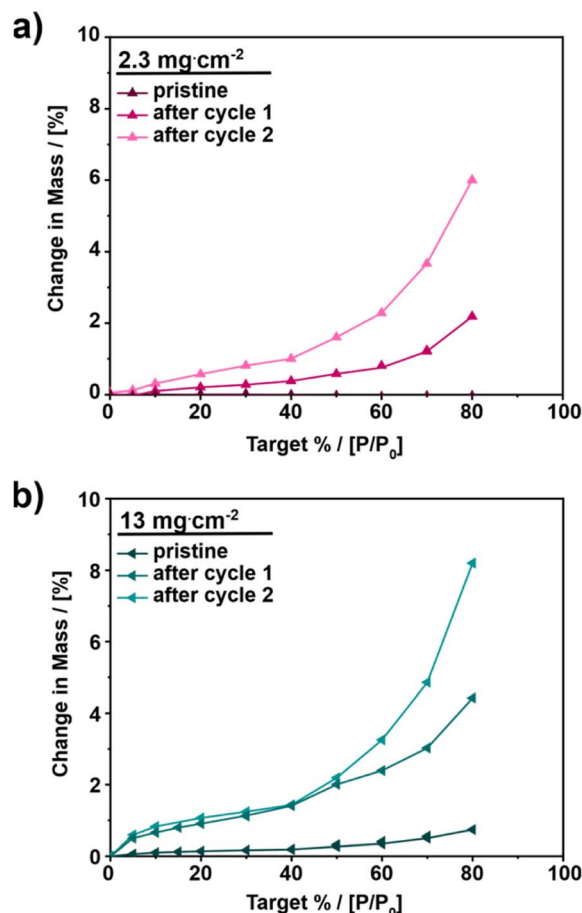 a)
10
8
6
4
2
0
Change in Mass / [%]
2.3 mg·cm⁻²
pristine
after cycle 1
after cycle 2
0 20 40 60 80 100
Target % / [P/P₀]
b)
10
8
6
4
2
0
Change in Mass / [%]
13 mg·cm⁻²
pristine
after cycle 1
after cycle 2
0 20 40 60 80 100
Target % / [P/P₀]